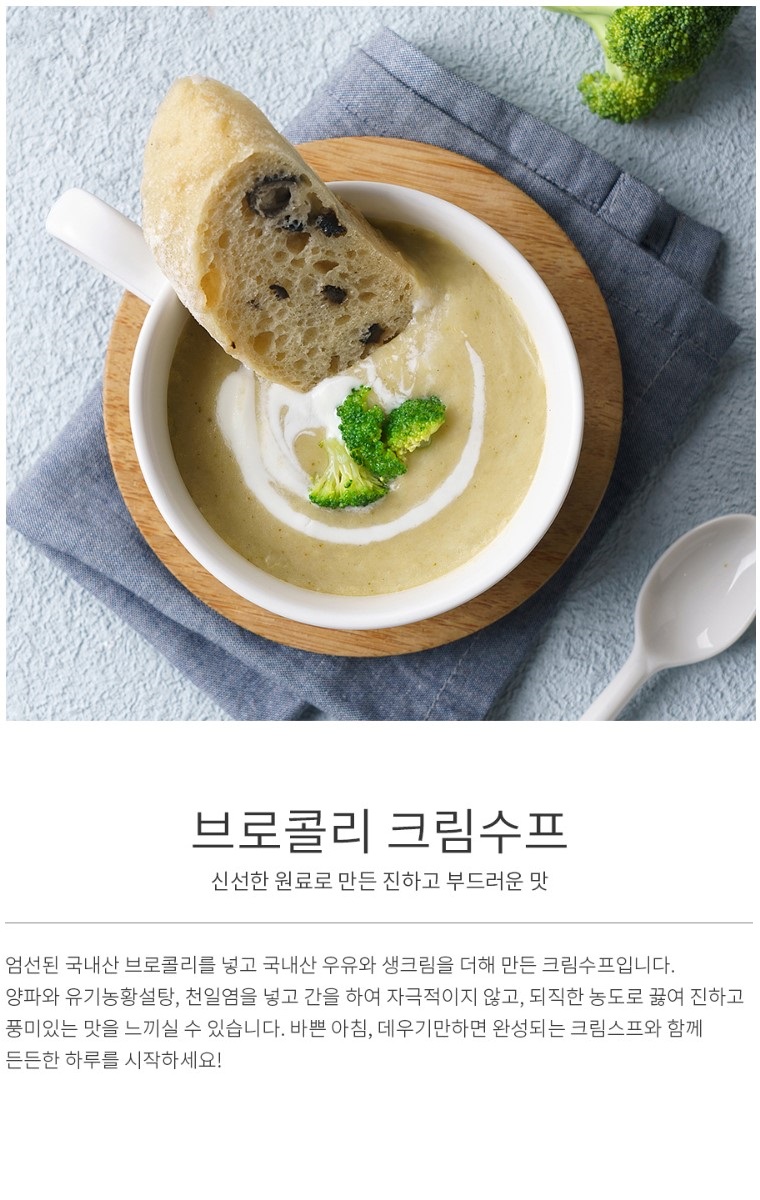 브로콜리 크림수프
신선한 원료로 만든 진하고 부드러운 맛
엄선된 국내산 브로콜리를 넣고 국내산 우유와 생크림을 더해 만든 크림수프입니다.
양파와 유기농황설탕, 천일염을 넣고 간을 하여 자극적이지 않고, 되직한 농도로 끓여 진하고
풍미있는 맛을 느끼실 수 있습니다. 바쁜 아침, 데우기만하면 완성되는 크림스프와 함께
든든한 하루를 시작하세요!